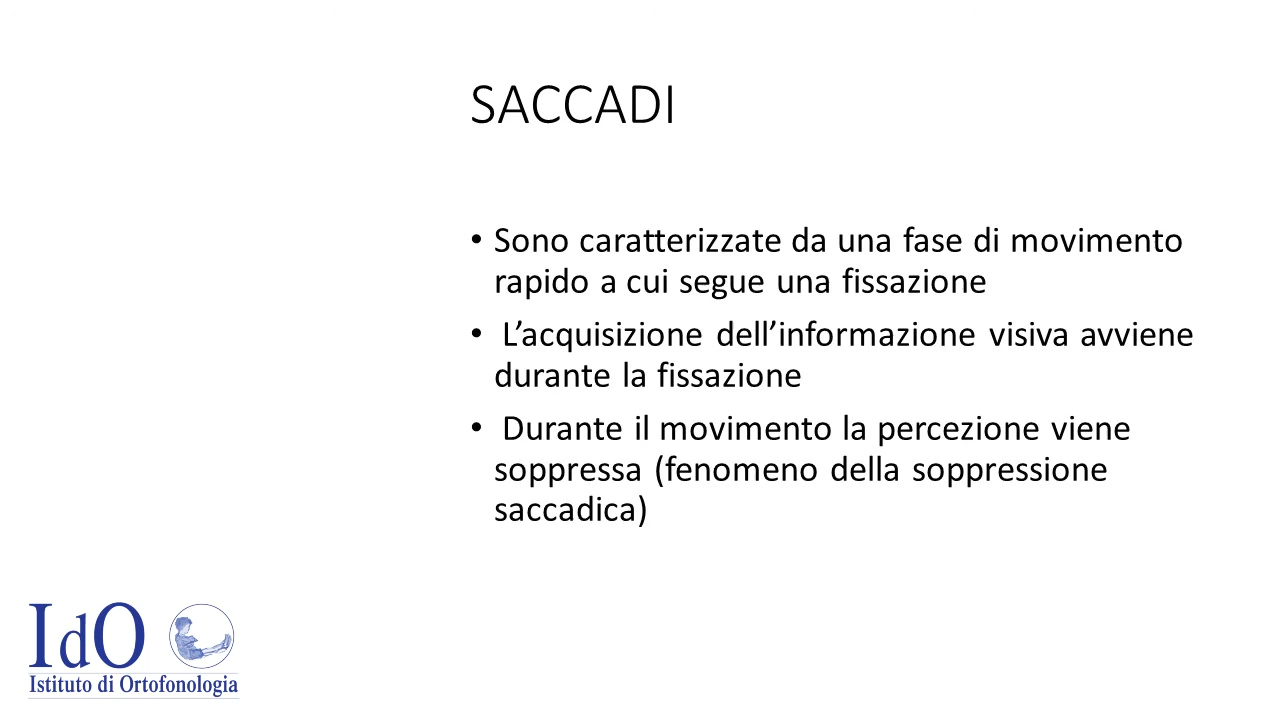 SACCADI
• Sono caratterizzate da una fase di movimento
rapido a cui segue una fissazione
• L’acquisizione dell’informazione visiva avviene
durante la fissazione
• Durante il movimento la percezione viene
soppressa (fenomeno della soppressione
saccadica)
IdO
Istituto di Ortofonologia